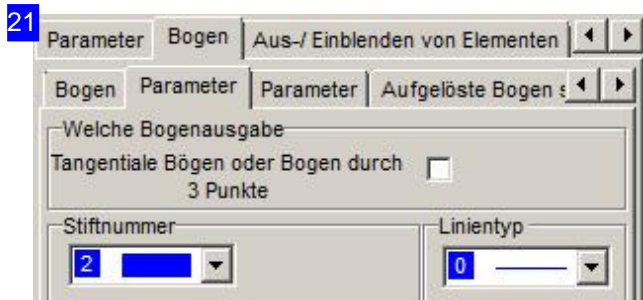 21
Parameter Bogen Aus-/ Einblenden von Elementen
Bogen Parameter Parameter Aufgelöste Bogen s
Welche Bogenausgabe
Tangentiale Bögen oder Bogen durch
3 Punkte
Stiftnummer Linientyp
2 0